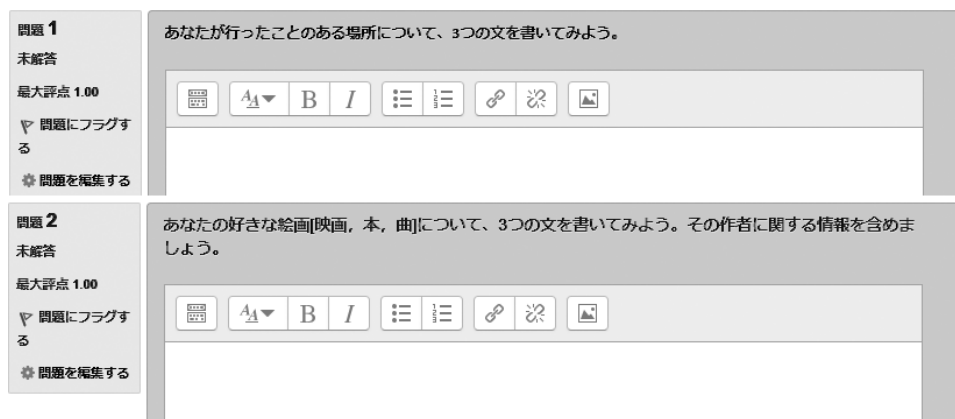 問題 1
未解答
最大評点 1.00
問題にフラグす
る
問題を編集する
あなたが行ったことのある場所について、3つの文を書いてみよう。
問題 2
未解答
最大評点 1.00
問題にフラグす
る
問題を編集する
あなたの好きな絵画[映画，本，曲]について、3つの文を書いてみよう。その作者に関する情報を含めま
しょう。